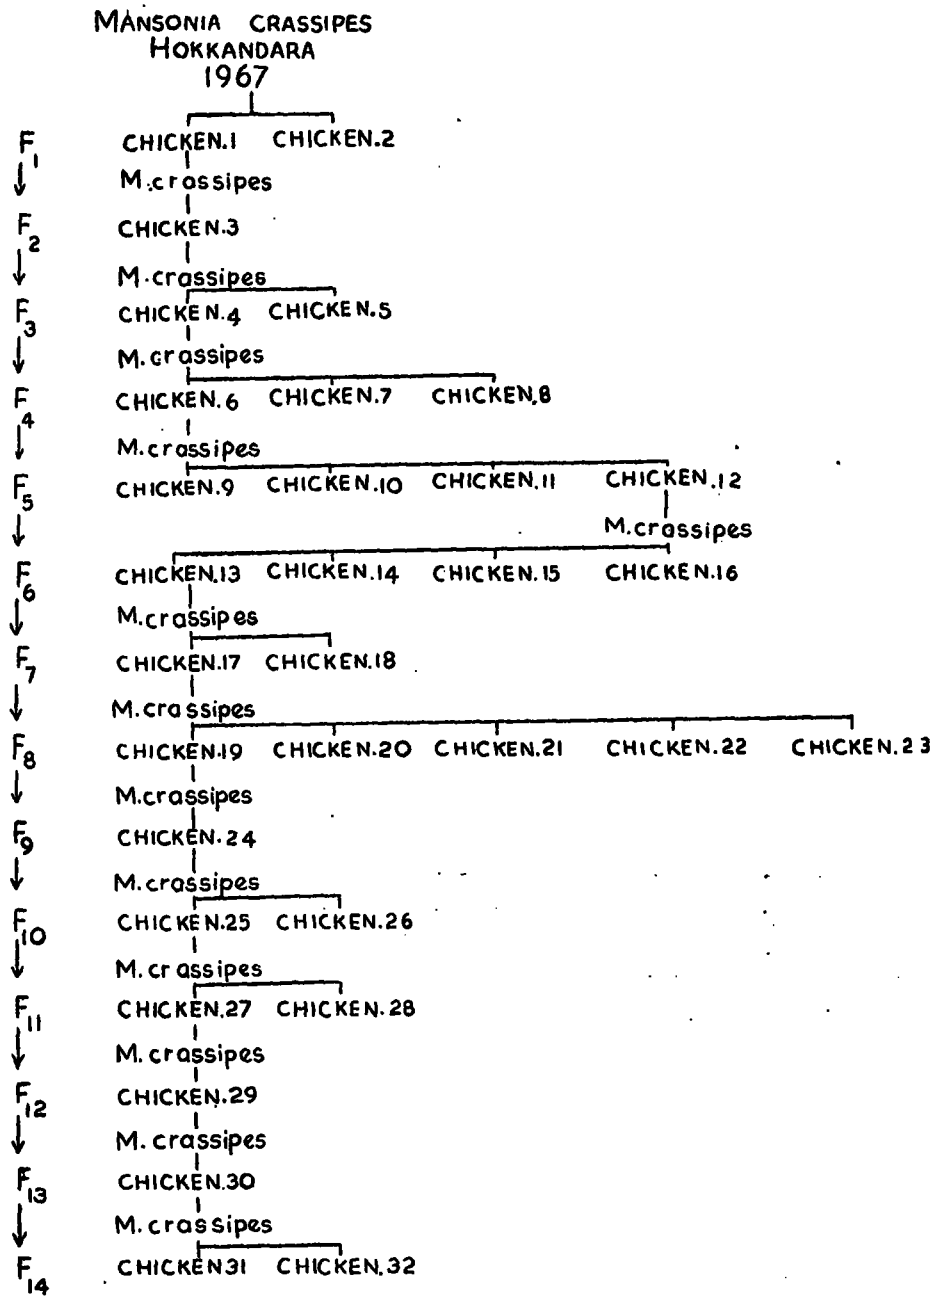 MANSONIA CRASSIPES
HOKKANDARA
1967
F1 CHICKEN.1 CHICKEN.2
M.crassipes
F2 CHICKEN.3
M.crassipes
F3 CHICKEN.4 CHICKEN.5
M.crassipes
F4 CHICKEN.6 CHICKEN.7 CHICKEN.8
M.crassipes
F5 CHICKEN.9 CHICKEN.10 CHICKEN.11 CHICKEN.12
M.crassipes
F6 CHICKEN.13 CHICKEN.14 CHICKEN.15 CHICKEN.16
M.crassipes
F7 CHICKEN.17 CHICKEN.18
M.crassipes
F8 CHICKEN.19 CHICKEN.20 CHICKEN.21 CHICKEN.22 CHICKEN.23
M.crassipes
F9 CHICKEN.24
M.crassipes
F10 CHICKEN.25 CHICKEN.26
M.crassipes
F11 CHICKEN.27 CHICKEN.28
M.crassipes
F12 CHICKEN.29
M.crassipes
F13 CHICKEN.30
M.crassipes
F14 CHICKEN31 CHICKEN.32